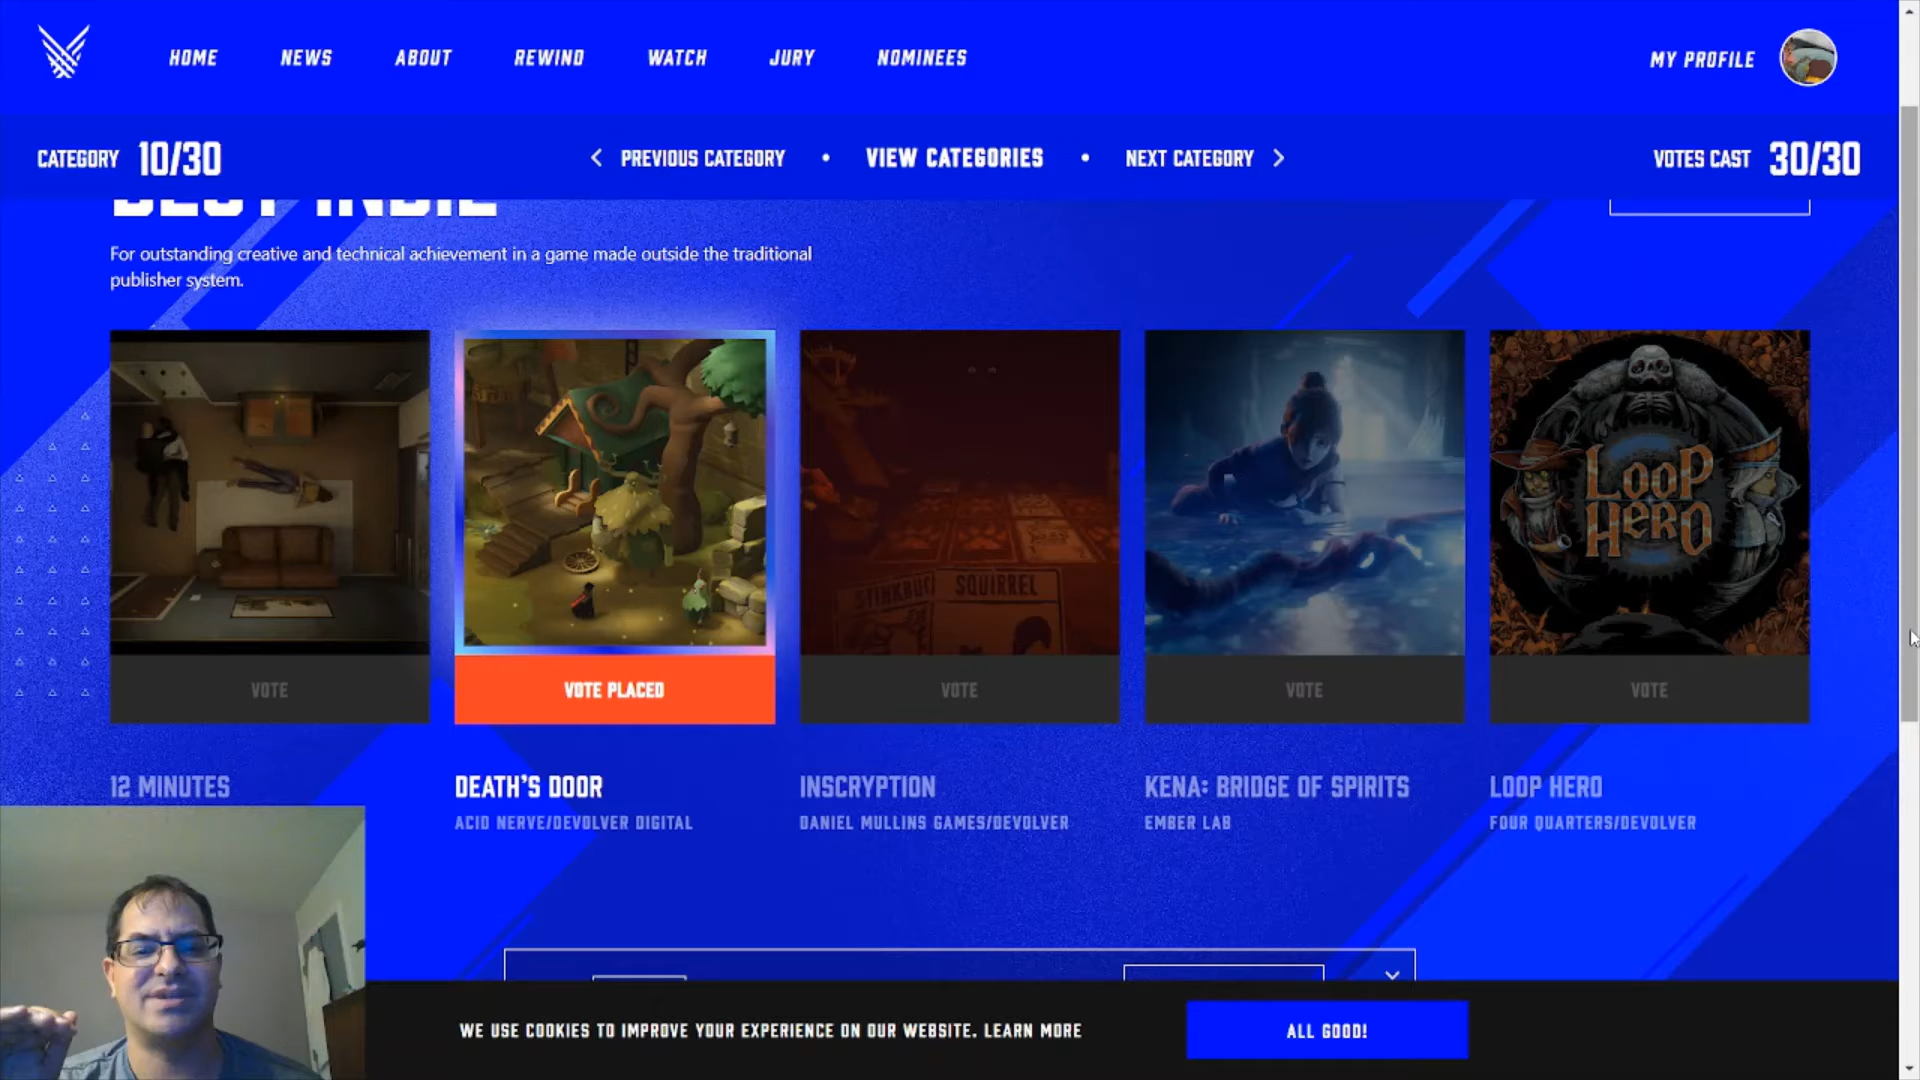 HOME NEWS ABOUT REWIND WATCH JURY NOMINEES MY PROFILE
CATEGORY 10/30 PREVIOUS CATEGORY • VIEW CATEGORIES • NEXT CATEGORY VOTES CAST 30/30
BEST INDIE
For outstanding creative and technical achievement in a game made outside the traditional
publisher system.
STINKBUG SQUIRREL
LOOP
HERO
VOTE VOTE PLACED VOTE VOTE VOTE
12 MINUTES DEATH'S DOOR INSCRYPTION KENA: BRIDGE OF SPIRITS LOOP HERO
ACID NERVE/DEVOLVER DIGITAL DANIEL MULLINS GAMES/DEVOLVER EMBER LAB FOUR QUARTERS/DEVOLVER
WE USE COOKIES TO IMPROVE YOUR EXPERIENCE ON OUR WEBSITE. LEARN MORE ALL GOOD!